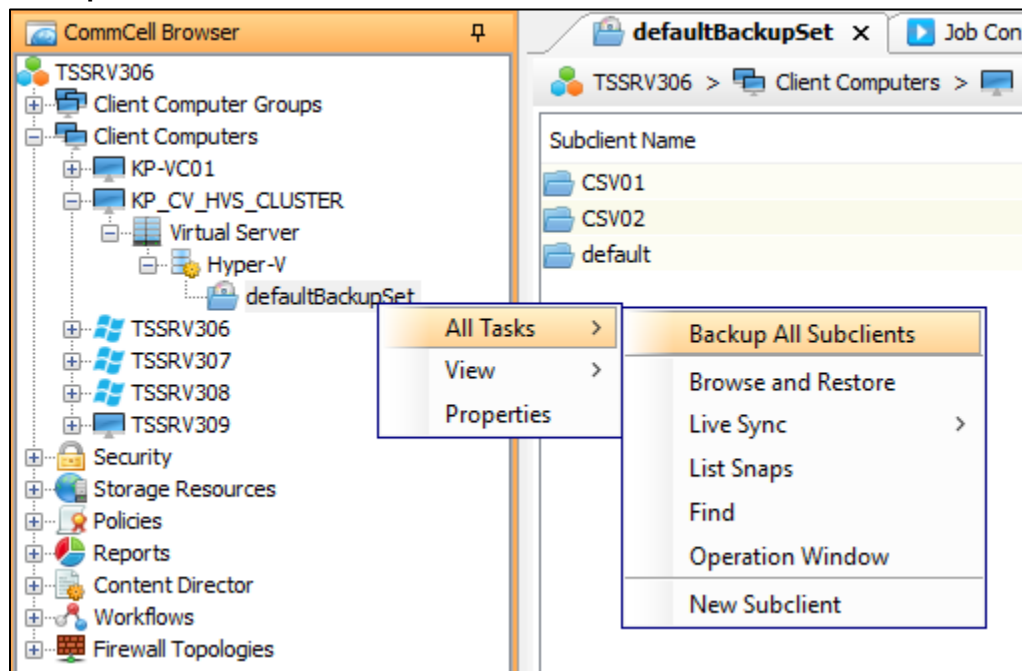 CommCell Browser
TSSRV306
Client Computer Groups
Client Computers
KP-VC01
KP_CV_HVS_CLUSTER
Virtual Server
Hyper-V
defaultBackupSet
TSSRV306
TSSRV307
TSSRV308
TSSRV309
Security
Storage Resources
Policies
Reports
Content Director
Workflows
Firewall Topologies
defaultBackupSet x Job Con
TSSRV306 > Client Computers >
Subclient Name
CSV01
CSV02
default
All Tasks >
View >
Properties
Backup All Subclients
Browse and Restore
Live Sync >
List Snaps
Find
Operation Window
New Subclient